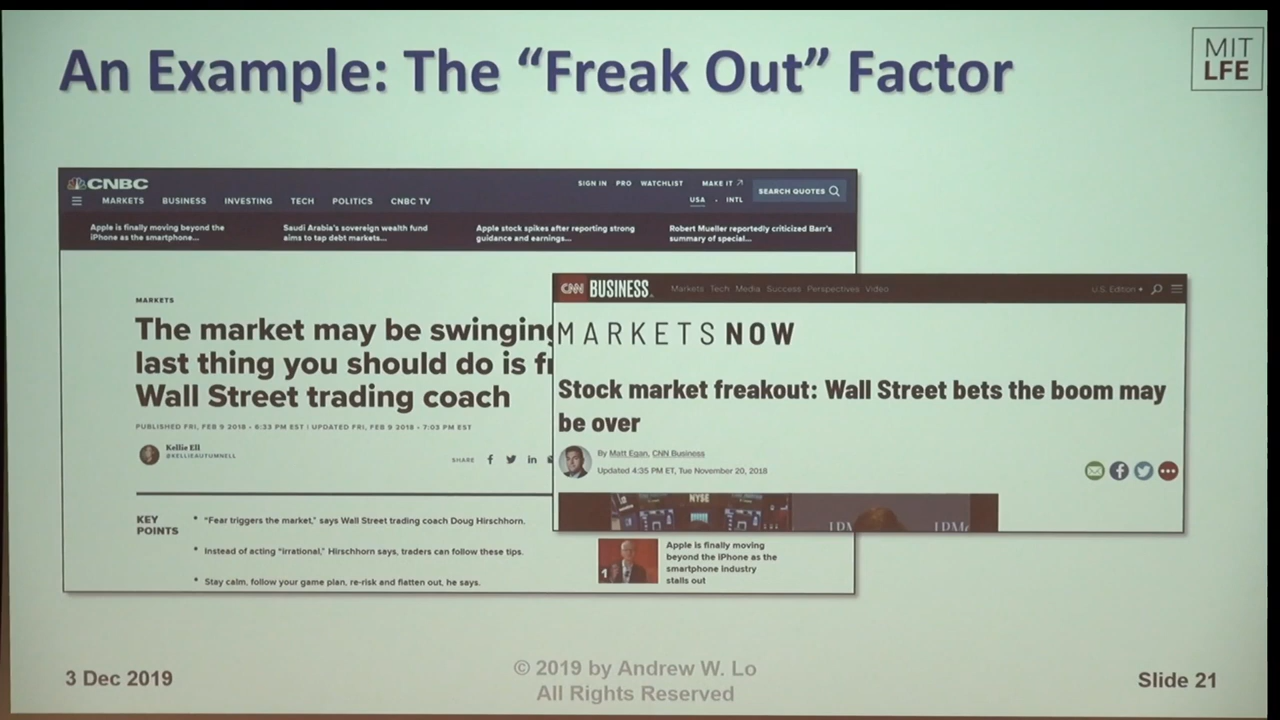 An Example: The “Freak Out” Factor
MIT
LFE
CNBC
SIGN IN PRO WATCHLIST MAKE IT
SEARCH QUOTES
MARKETS BUSINESS INVESTING TECH POLITICS CNBC TV
USA · INTL
Apple is finally moving beyond the
iPhone as the smartphone...
Saudi Arabia's sovereign wealth fund
aims to tap debt markets...
Apple stock spikes after reporting strong
guidance and earnings...
Robert Mueller reportedly criticized Barr's
summary of special...
MARKETS
The market may be swinging
last thing you should do is
Wall Street trading coach
PUBLISHED FRI, FEB 9 2018 • 6:33 PM EST | UPDATED FRI, FEB 9 2018 • 7:03 PM EST
Kellie Ell
@KELLIEAUTUMNELL
SHARE
KEY
POINTS
• “Fear triggers the market,” says Wall Street trading coach Doug Hirschhorn.
• Instead of acting “irrational,” Hirschhorn says, traders can follow these tips.
• Stay calm, follow your game plan, re-risk and flatten out, he says.
1
Apple is finally moving
beyond the iPhone as the
smartphone industry
stalls out
CNN BUSINESS
Markets Tech Media Success Perspectives Video
U.S. Edition
MARKETS NOW
Stock market freakout: Wall Street bets the boom may
be over
By Matt Egan, CNN Business
Updated 4:35 PM ET, Tue November 20, 2018
NYSE
3 Dec 2019
© 2019 by Andrew W. Lo
All Rights Reserved
Slide 21